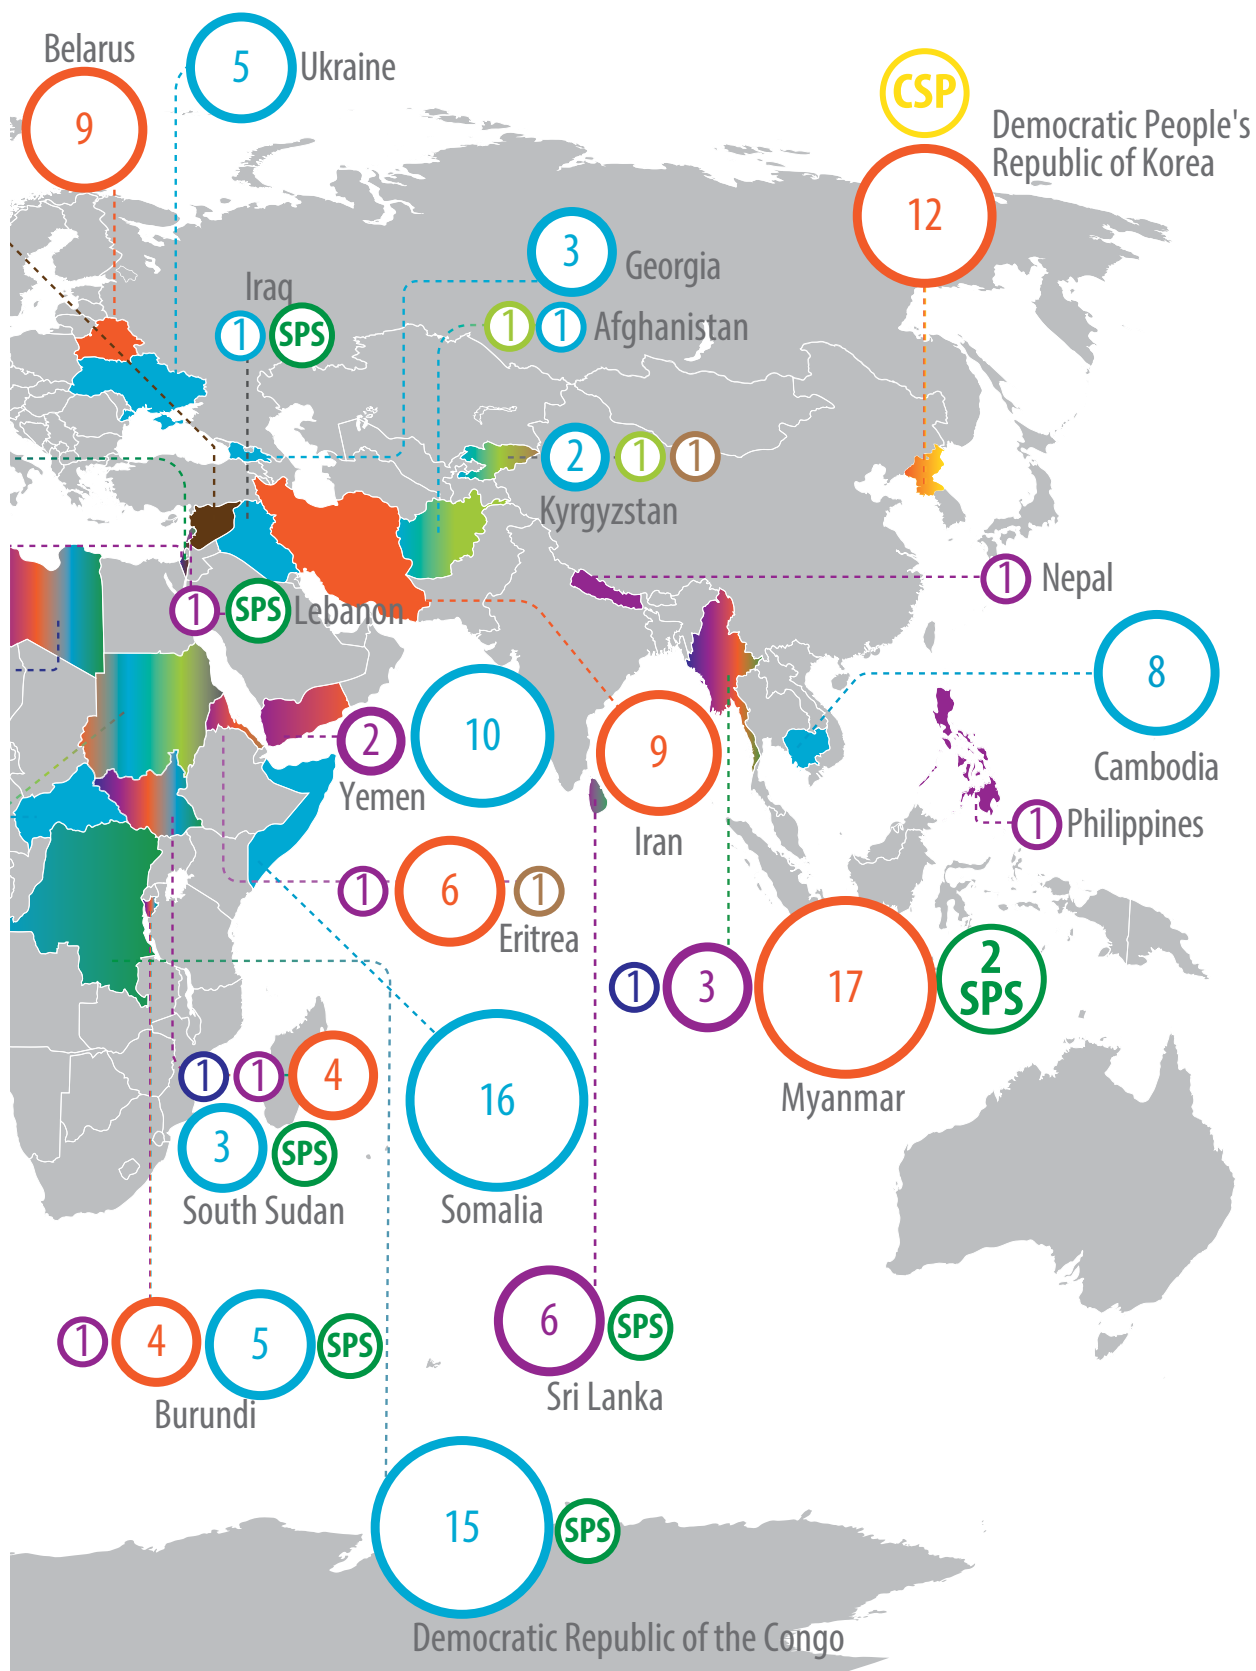 Belarus
9
5
Ukraine
CSP
Democratic People's
Republic of Korea
12
3
Georgia
Iraq
1
SPS
1
1
Afghanistan
2
1
1
Kyrgyzstan
1
Nepal
1
SPS
Lebanon
8
Cambodia
2
Yemen
10
9
Iran
1
Philippines
1
6
1
Eritrea
1
3
17
2
SPS
Myanmar
1
1
4
3
SPS
South Sudan
16
Somalia
1
4
5
SPS
Burundi
6
SPS
Sri Lanka
15
SPS
Democratic Republic of the Congo